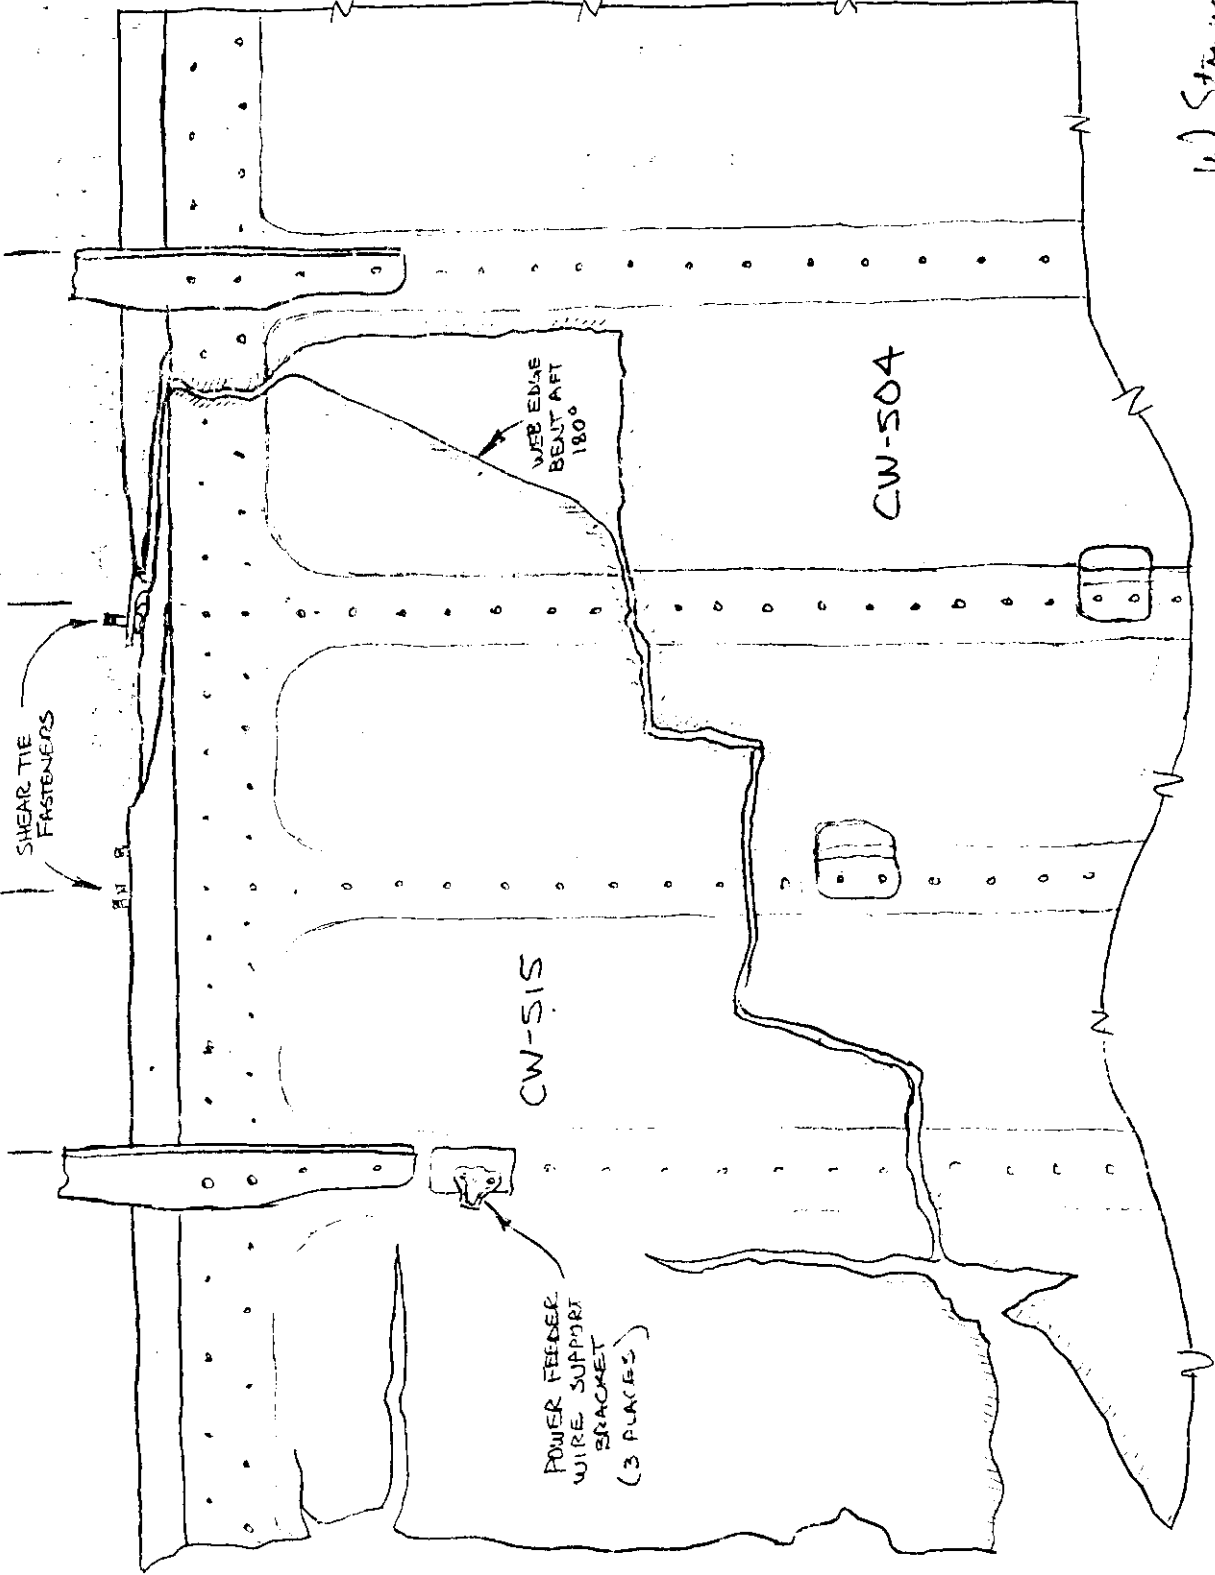 SHEAR TIE
FASTENERS
WEB EDGE
BENT AFT
180°
CW-504
CW-515
POWER FEEDER
WIRE SUPPORT
BRACKET
(3 PLACES)